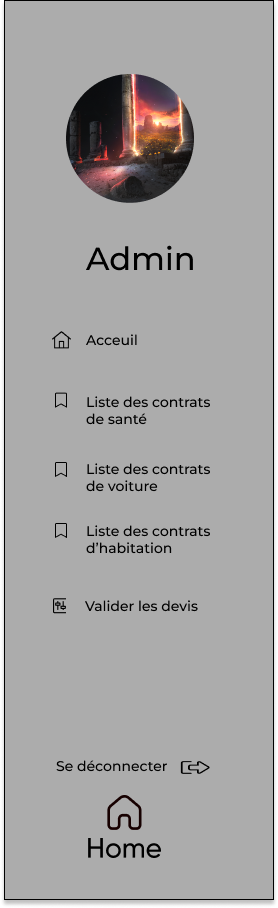 Admin
Acceuil
Liste des contrats
de santé
Liste des contrats
de voiture
Liste des contrats
d’habitation
Valider les devis
Se déconnecter
Home